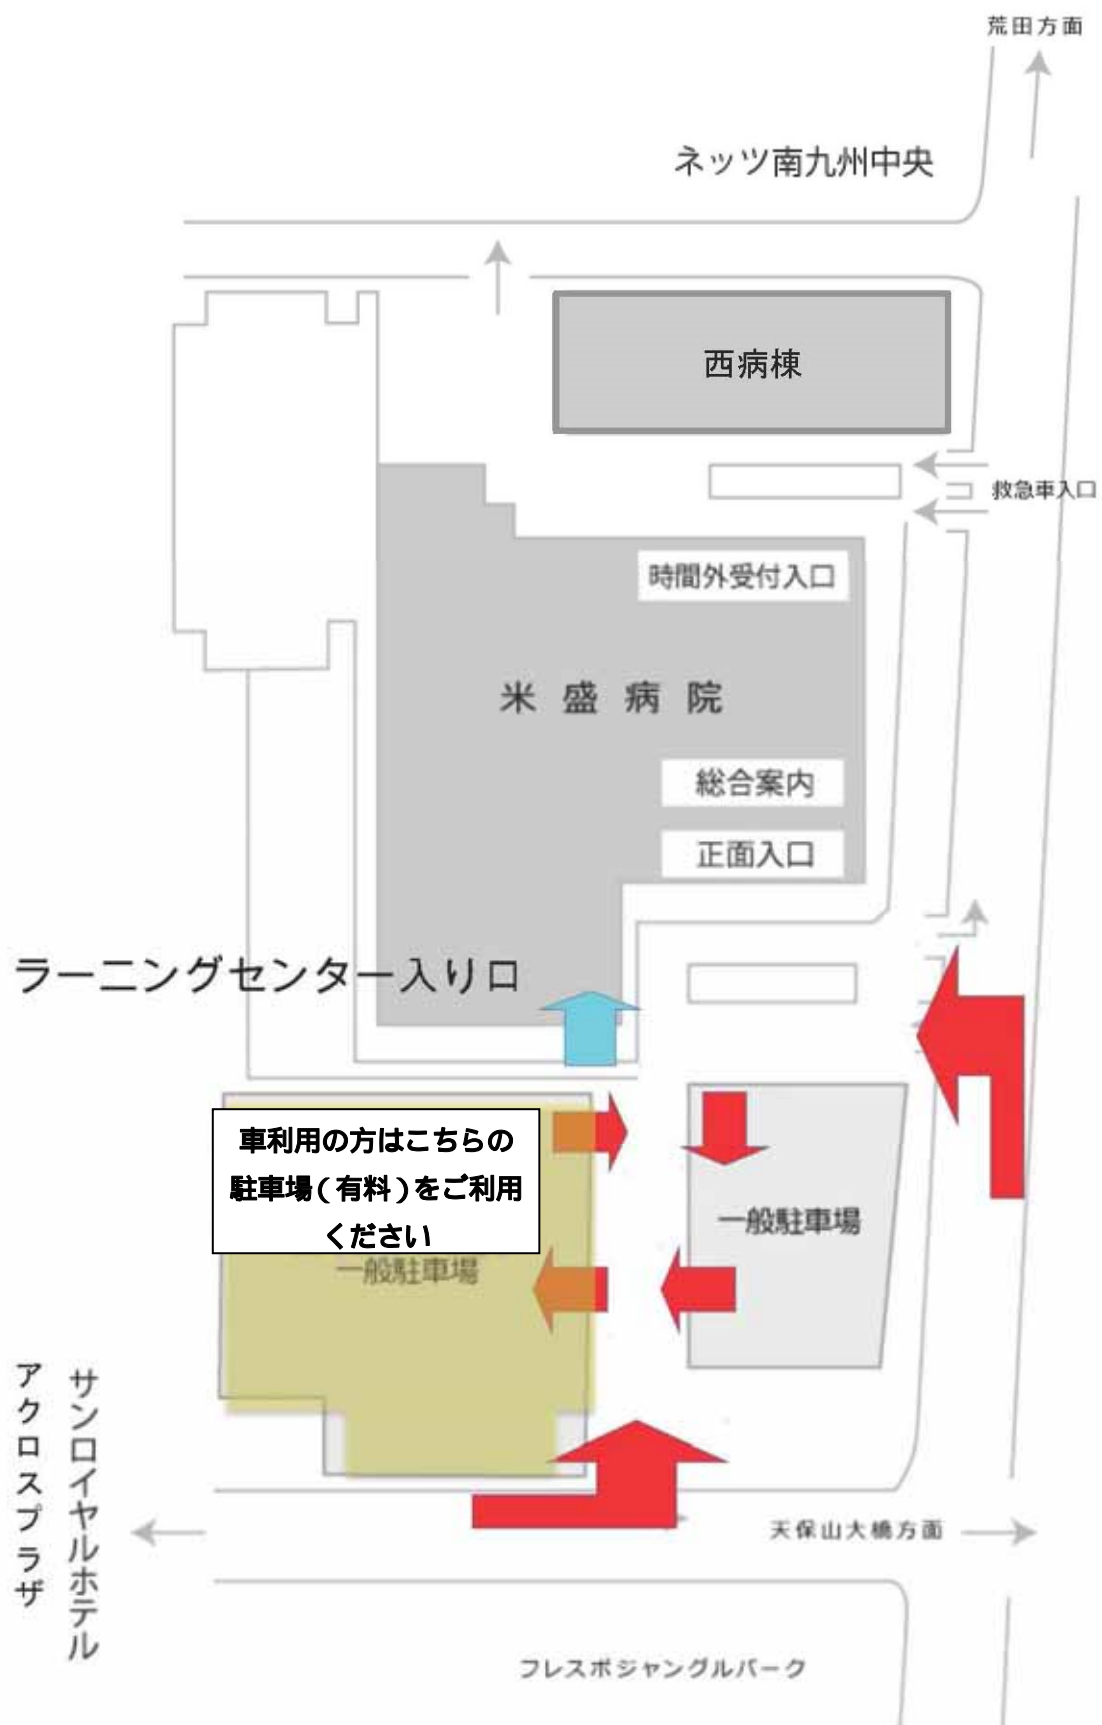 荒田方面
ネッツ南九州中央
西病棟
救急車入口
時間外受付入口
米盛病院
総合案内
正面入口
ラーニングセンター入り口
車利用の方はこちらの
駐車場(有料)をご利用
ください
一般駐車場
一般駐車場
サンロイヤルホテル
アクロスプラザ
天保山大橋方面
フレスポジャングルパーク